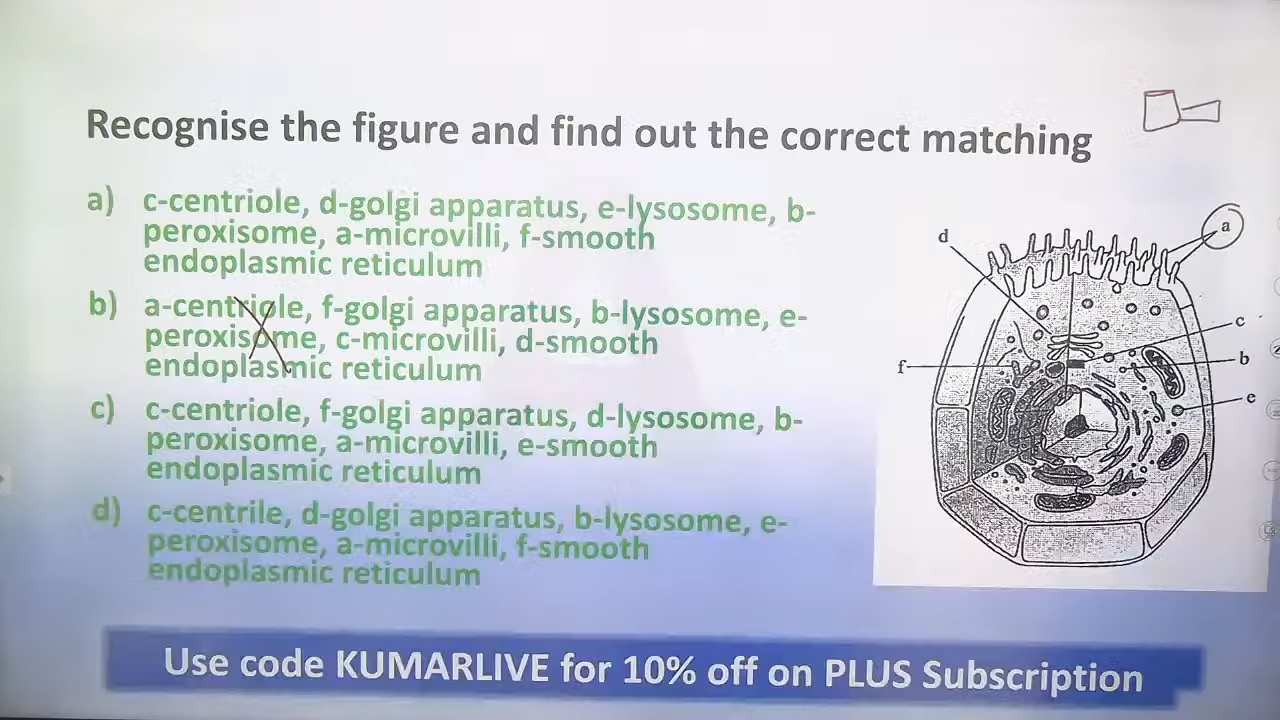 Recognise the figure and find out the correct matching
a) c-centriole, d-golgi apparatus, e-lysosome, b-
peroxisome, a-microvilli, f-smooth
endoplasmic reticulum
b) a-centriole, f-golgi apparatus, b-lysosome, e-
peroxisome, c-microvilli, d-smooth
endoplasmic reticulum
c) c-centriole, f-golgi apparatus, d-lysosome, b-
peroxisome, a-microvilli, e-smooth
endoplasmic reticulum
d) c-centrile, d-golgi apparatus, b-lysosome, e-
peroxisome, a-microvilli, f-smooth
endoplasmic reticulum
a
d
c
b
f
e
Use code KUMARLIVE for 10% off on PLUS Subscription